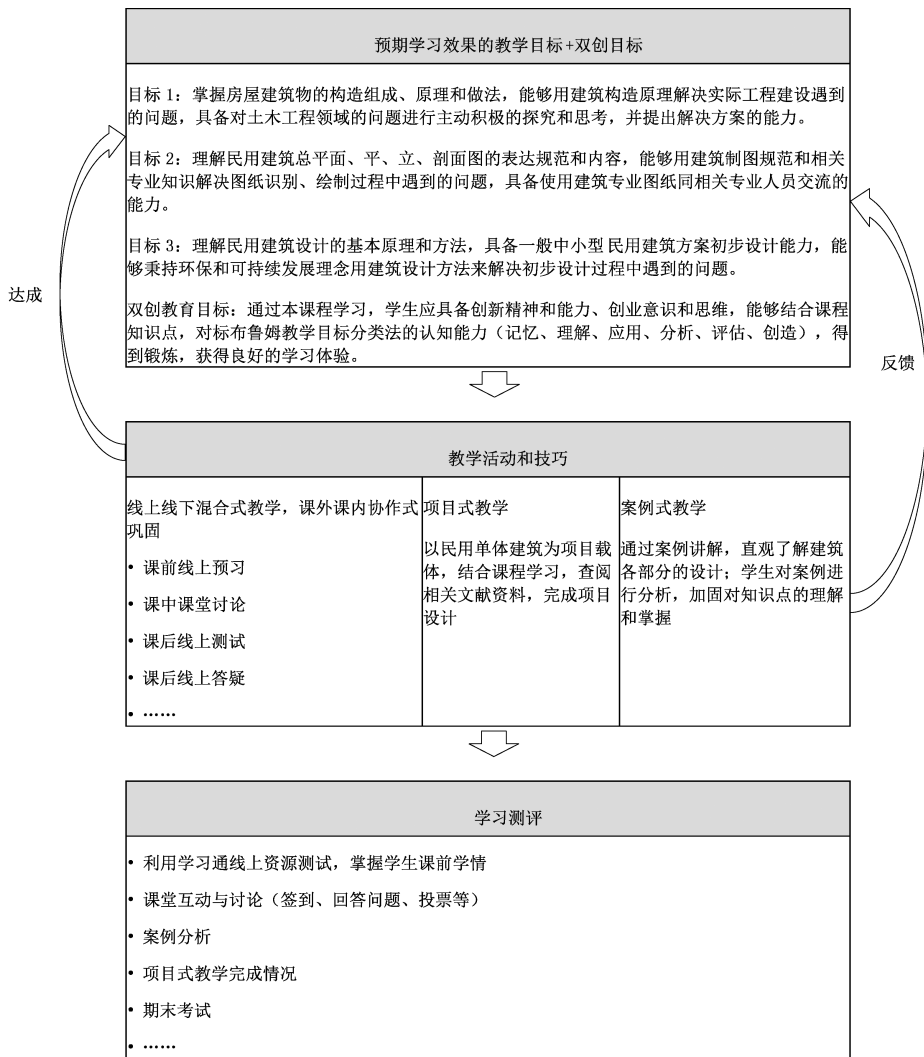 预期学习效果的教学目标+双创目标
目标 1：掌握房屋建筑物的构造组成、原理和做法，能够用建筑构造原理解决实际工程建设遇到
的问题，具备对土木工程领域的问题进行主动积极的探究和思考，并提出解决方案的能力。
目标 2：理解民用建筑总平面、平、立、剖面图的表达规范和内容，能够用建筑制图规范和相关
专业知识解决图纸识别、绘制过程中遇到的问题，具备使用建筑专业图纸同相关专业人员交流的
能力。
目标 3：理解民用建筑设计的基本原理和方法，具备一般中小型民用建筑方案初步设计能力，能
够秉持环保和可持续发展理念用建筑设计方法来解决初步设计过程中遇到的问题。
双创教育目标：通过本课程学习，学生应具备创新精神和能力、创业意识和思维，能够结合课程
知识点，对标布鲁姆教学目标分类法的认知能力（记忆、理解、应用、分析、评估、创造），得
到锻炼，获得良好的学习体验。
达成
反馈
教学活动和技巧
线上线下混合式教学，课外课内协作式
巩固
• 课前线上预习
• 课中课堂讨论
• 课后线上测试
• 课后线上答疑
• ……
项目式教学
以民用单体建筑为项目载
体，结合课程学习，查阅
相关文献资料，完成项目
设计
案例式教学
通过案例讲解，直观了解建筑
各部分的设计；学生对案例进
行分析，加固对知识点的理解
和掌握
学习测评
• 利用学习通线上资源测试，掌握学生课前学情
• 课堂互动与讨论（签到、回答问题、投票等）
• 案例分析
• 项目式教学完成情况
• 期末考试
• ……